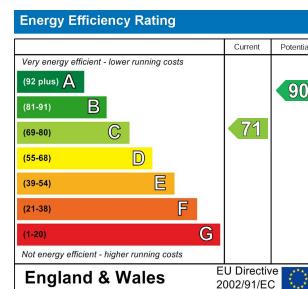 Energy Efficiency Rating
Current Potentia
Very energy efficient - lower running costs
(92 plus) A
90
(81-91) B
(69-80) C 71
(55-68) D
(39-54) E
(21-38) F
(1-20) G
Not energy efficient - higher running costs
England & Wales
EU Directive
2002/91/EC